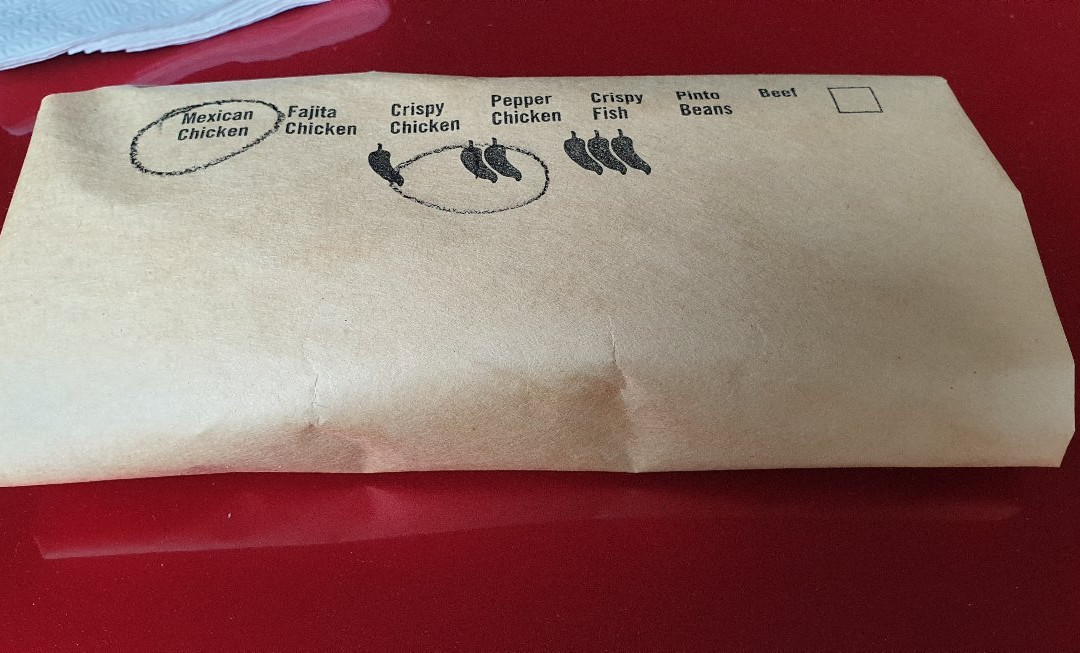 Mexican
Chicken
Fajita
Chicken
Crispy
Chicken
Pepper
Chicken
Crispy
Fish
Pinto
Beans
Beef